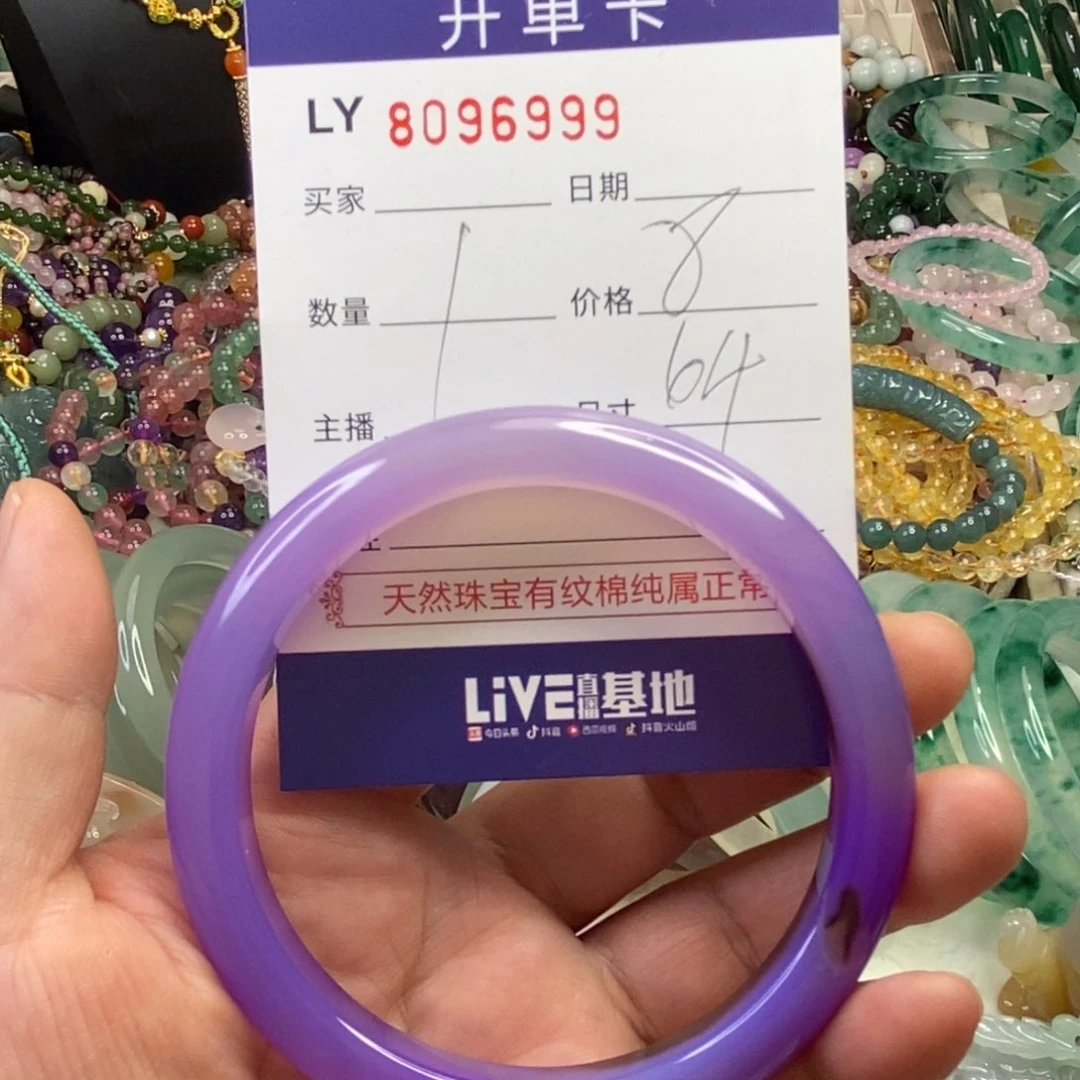 开单卡
LY 8096999
买家 日期
数量 1 价格 8
主播 尺寸 64
天然珠宝有纹棉纯属正常
LiVE直播基地
今日头条 抖音 西瓜视频 抖音火山版